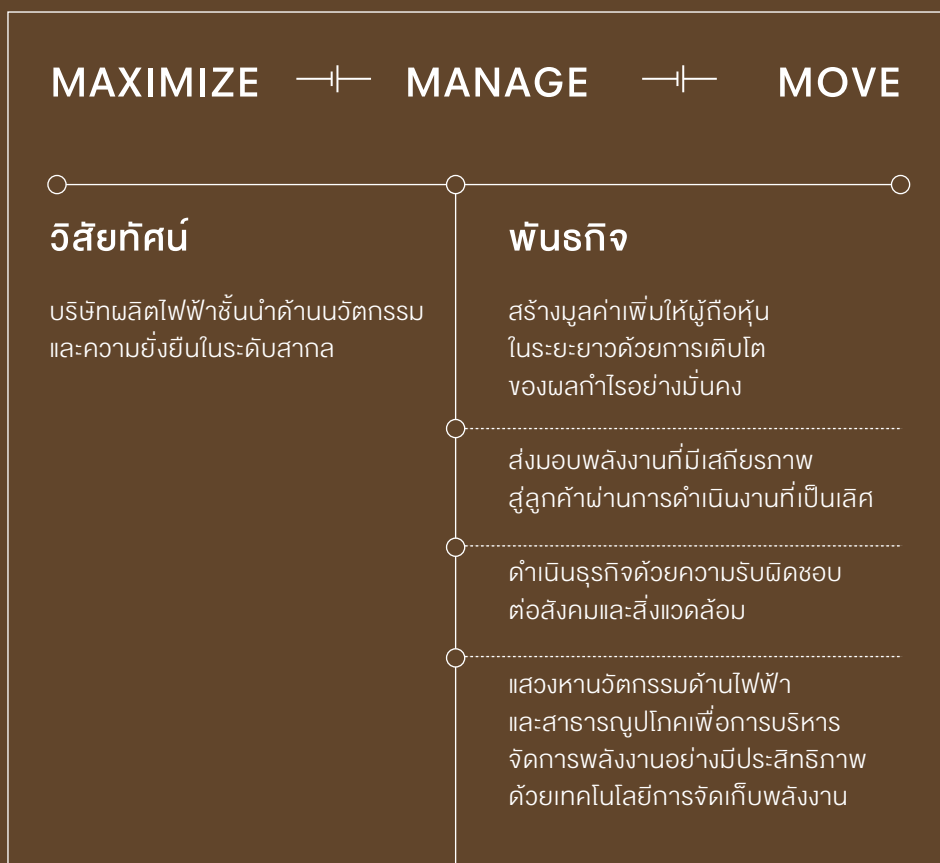 MAXIMIZE MANAGE MOVE
วิสัยทัศน์
บริษัทผลิตไฟฟ้าชั้นนำด้านนวัตกรรม
และความยั่งยืนในระดับสากล
พันธกิจ
สร้างมูลค่าเพิ่มให้ผู้ถือหุ้น
ในระยะยาวด้วยการเติบโต
ของผลกำไรอย่างมั่นคง
ส่งมอบพลังงานที่มีเสถียรภาพ
สู่ลูกค้าผ่านการดำเนินงานที่เป็นเลิศ
ดำเนินธุรกิจด้วยความรับผิดชอบ
ต่อสังคมและสิ่งแวดล้อม
แสวงหานวัตกรรมด้านไฟฟ้า
และสาธารณูปโภคเพื่อการบริหาร
จัดการพลังงานอย่างมีประสิทธิภาพ
ด้วยเทคโนโลยีการจัดเก็บพลังงาน